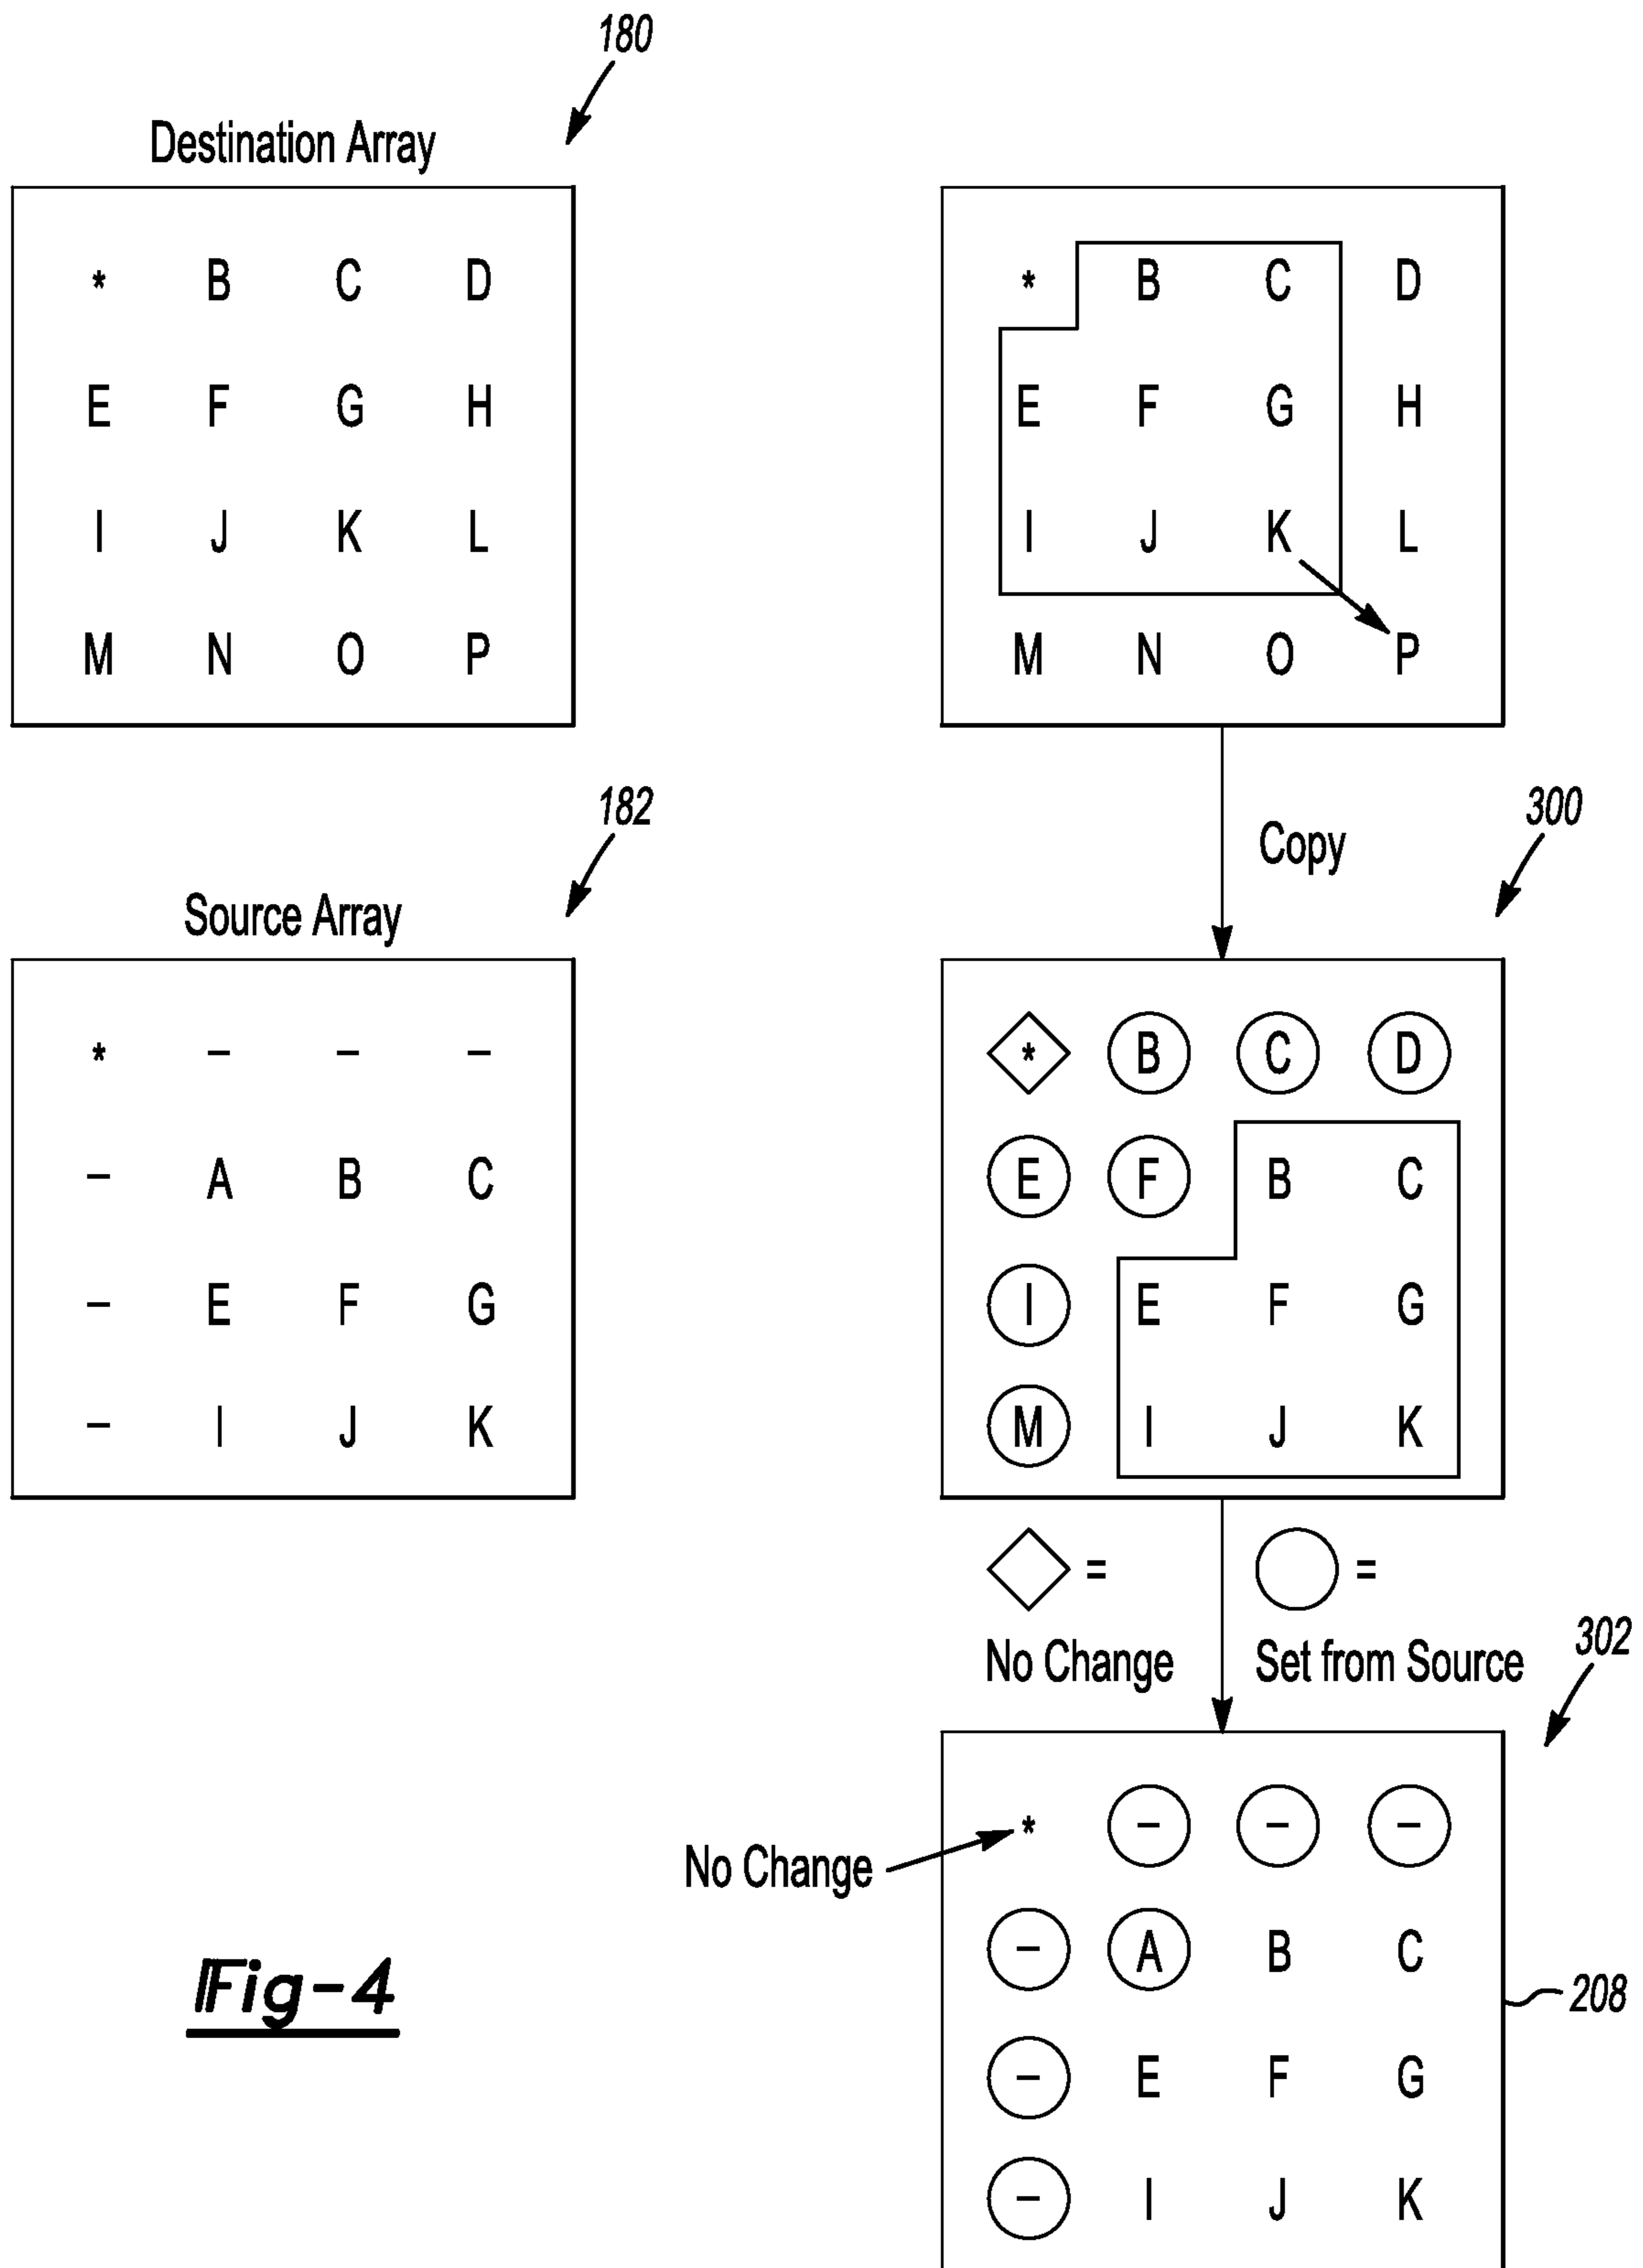 180
Destination Array
* B C D
E F G H
I J K L
M N O P
* B C D
E F G H
I J K L
M N O P
182
Source Array
* – – –
– A B C
– E F G
– I J K
Copy
300
* B C D
E F B C
I E F G
M I J K
= =
No Change Set from Source
302
No Change
* – – –
– A B C
– E F G
– I J K
208
Fig-4